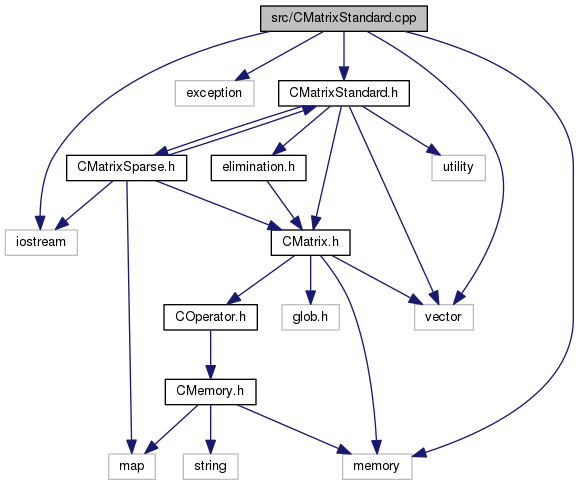 src/CMatrixStandard.cpp
exception
CMatrixStandard.h
CMatrixSparse.h
elimination.h
utility
iostream
CMatrix.h
COperator.h
glob.h
vector
CMemory.h
map
string
memory